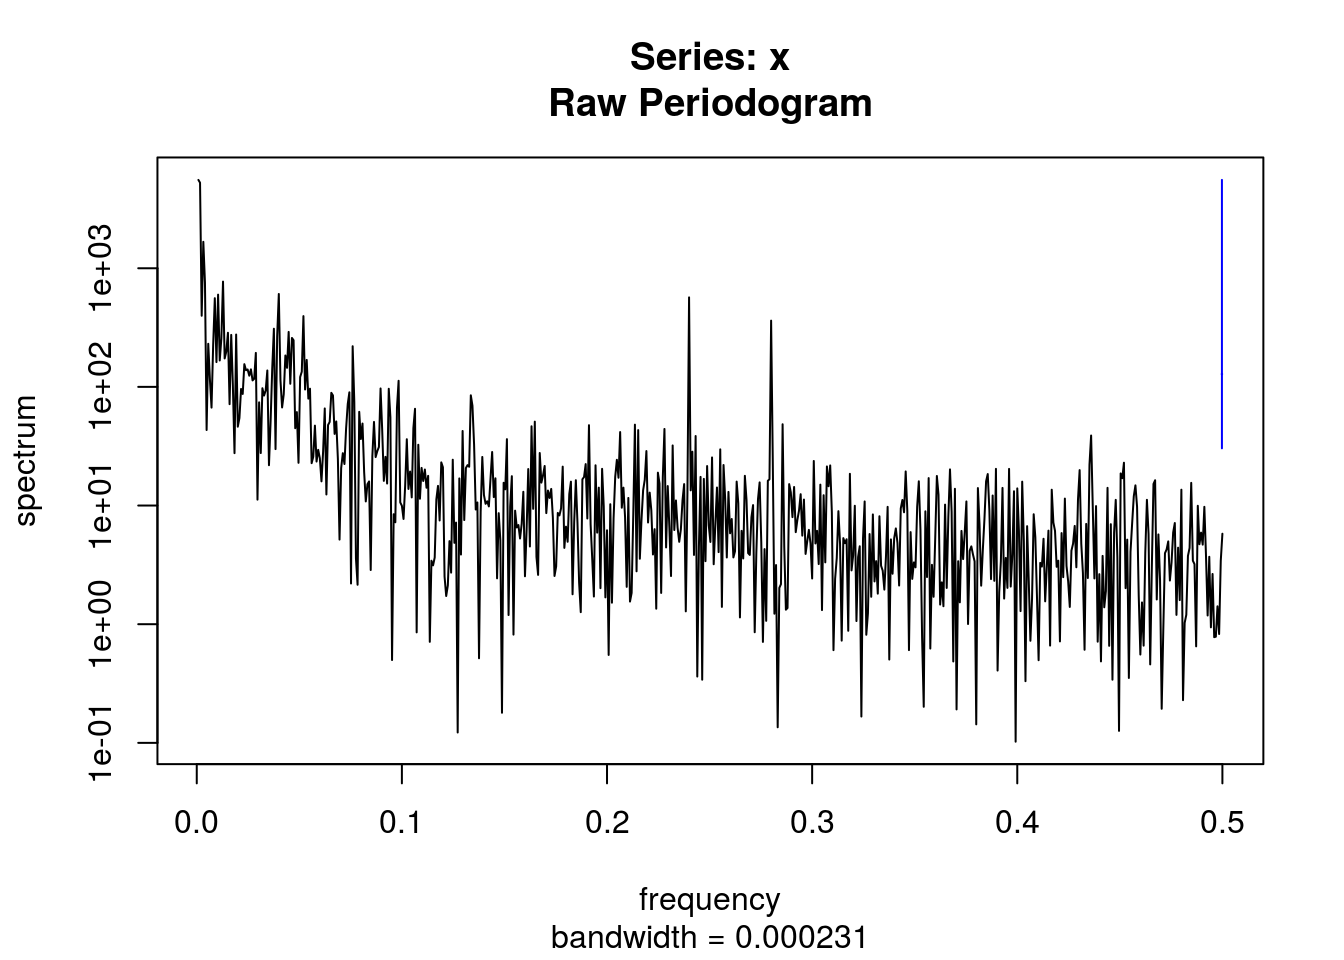 Series: x
Raw Periodogram
spectrum
1e+03
1e+02
1e+01
1e+00
1e-01
0.0 0.1 0.2 0.3 0.4 0.5
frequency
bandwidth = 0.000231